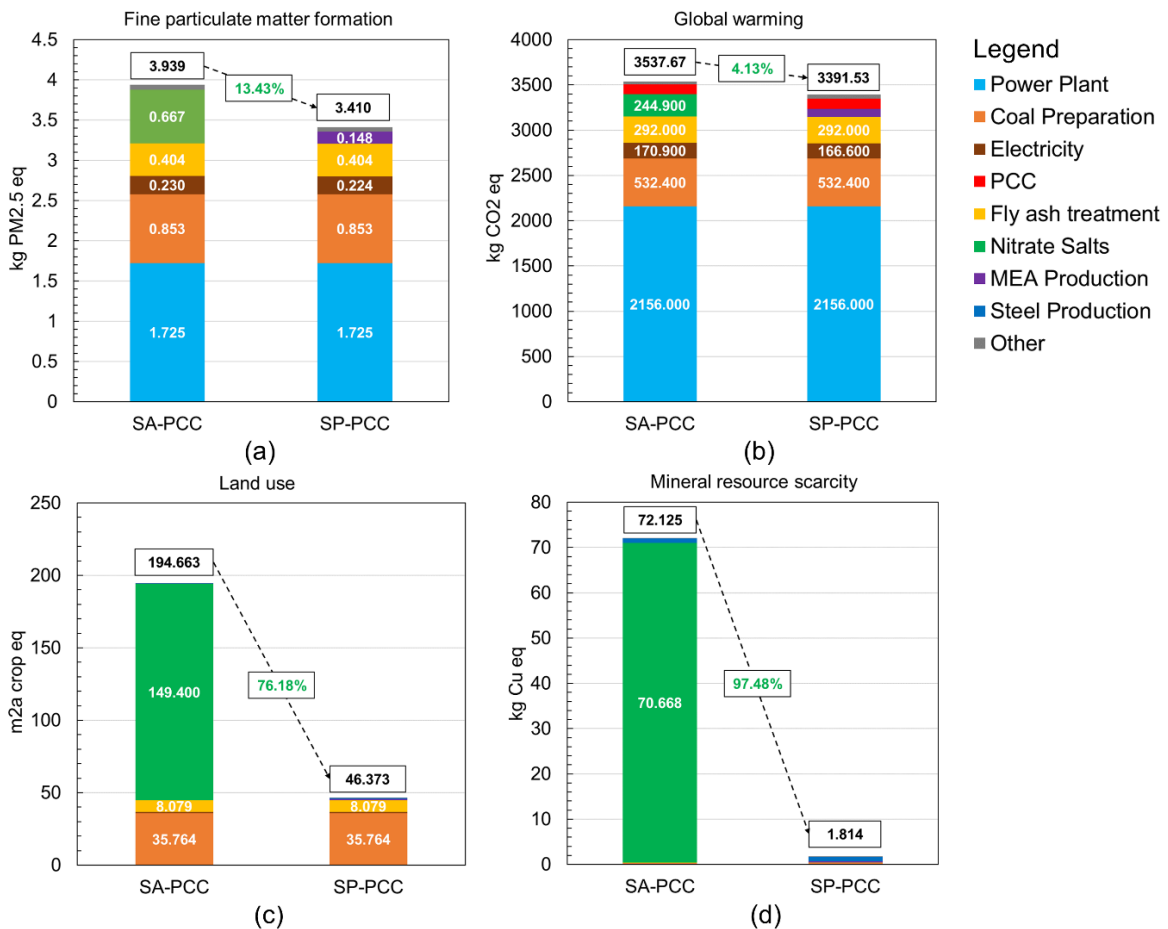 Fine particulate matter formation
kg PM2.5 eq
4.5
4
3.5
3
2.5
2
1.5
1
0.5
0
3.939
13.43%
3.410
0.667
0.404
0.230
0.853
1.725
0.148
0.404
0.224
0.853
1.725
SA-PCC
SP-PCC
(a)
Global warming
kg CO2 eq
4000
3500
3000
2500
2000
1500
1000
500
0
3537.67
4.13%
3391.53
244.900
292.000
170.900
532.400
2156.000
292.000
166.600
532.400
2156.000
SA-PCC
SP-PCC
(b)
Legend
Power Plant
Coal Preparation
Electricity
PCC
Fly ash treatment
Nitrate Salts
MEA Production
Steel Production
Other
Land use
m2a crop eq
250
200
150
100
50
0
194.663
76.18%
46.373
149.400
8.079
35.764
8.079
35.764
SA-PCC
SP-PCC
(c)
Mineral resource scarcity
kg Cu eq
80
70
60
50
40
30
20
10
0
72.125
97.48%
1.814
70.668
SA-PCC
SP-PCC
(d)